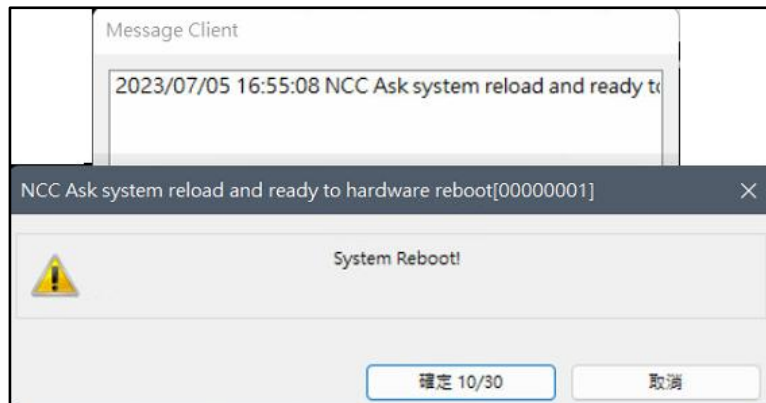 Message Client
2023/07/05 16:55:08 NCC Ask system reload and ready to
NCC Ask system reload and ready to hardware reboot[00000001]
System Reboot!
確定 10/30
取消